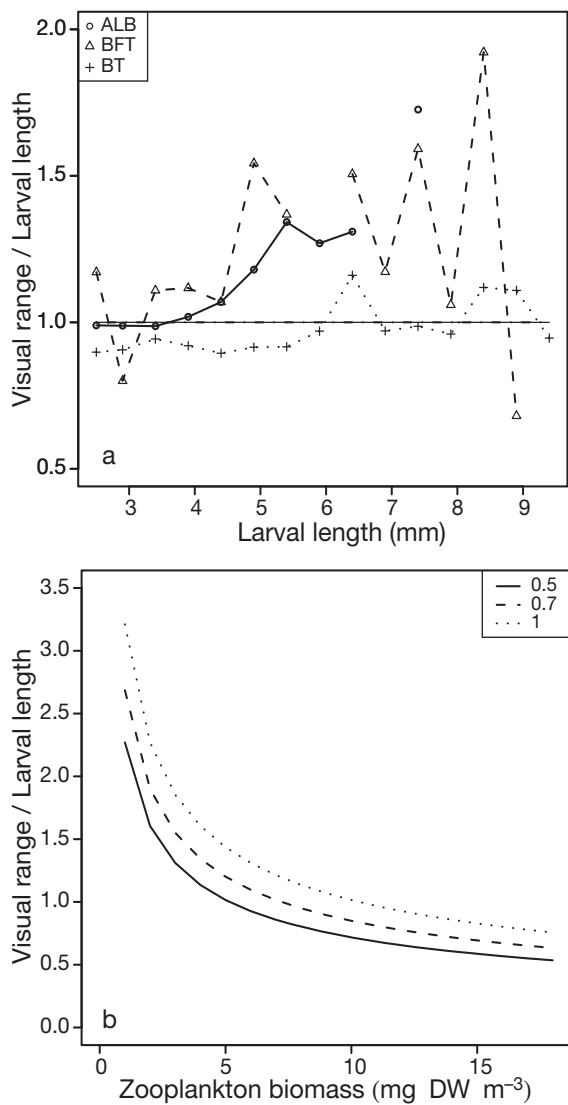 2.0
ALB
BFT
BT
1.5
1.0
0.5
Visual range / Larval length
a
3 4 5 6 7 8 9
Larval length (mm)
3.5
0.5
0.7
1
3.0
2.5
2.0
1.5
1.0
0.5
0.0
Visual range / Larval length
b
0 5 10 15
Zooplankton biomass (mg DW m⁻³)